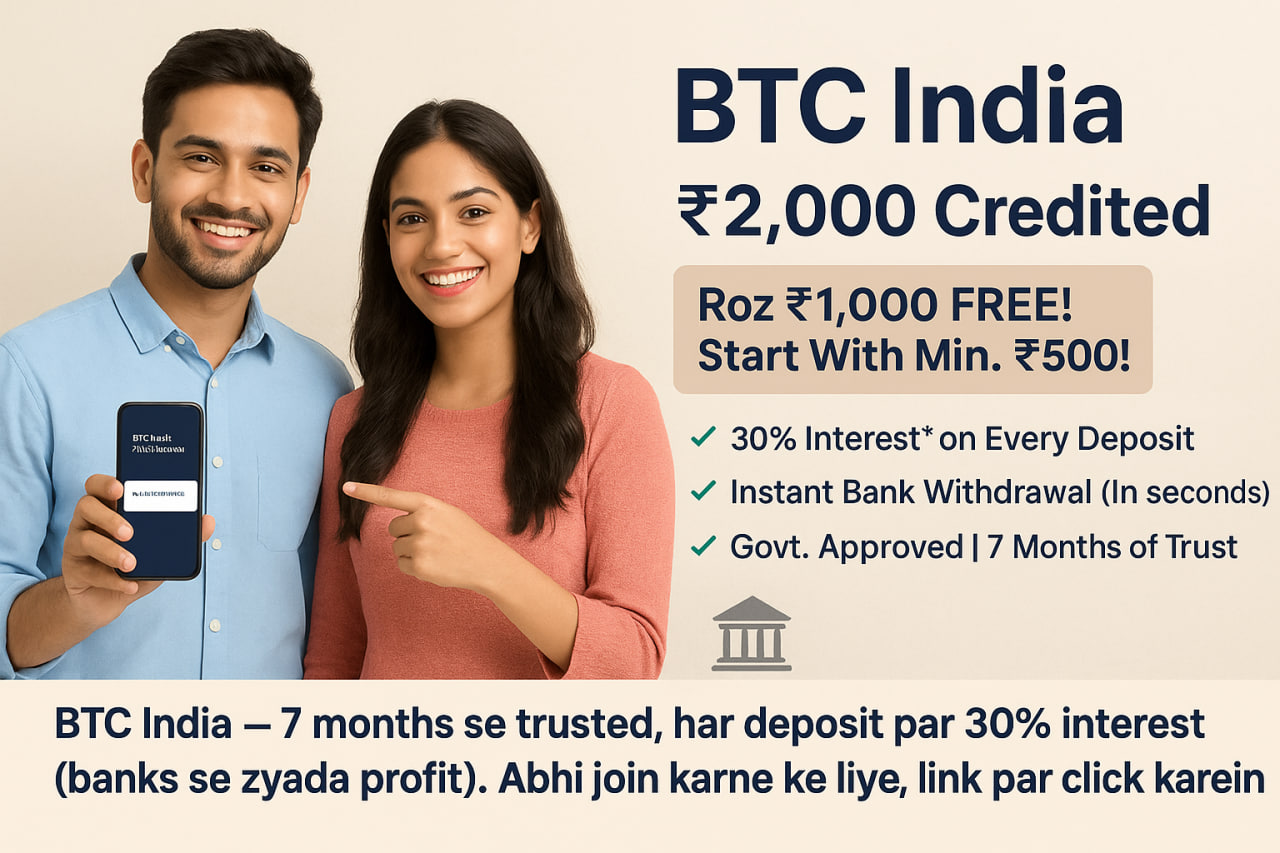 BTC India
₹2,000 Credited
Roz ₹1,000 FREE!
Start With Min. ₹500!
30% Interest* on Every Deposit
Instant Bank Withdrawal (In seconds)
Govt. Approved | 7 Months of Trust
BTC India – 7 months se trusted, har deposit par 30% interest
(banks se zyada profit). Abhi join karne ke liye, link par click karein